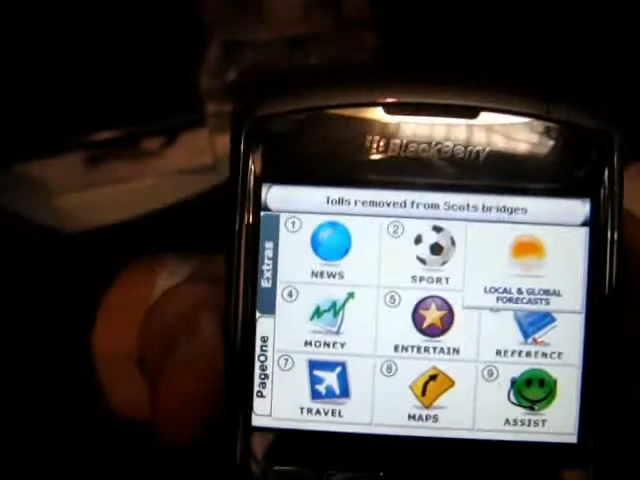 BlackBerry
Tolls removed from Scots bridges
Extras
PageOne
1
NEWS
2
SPORT
LOCAL & GLOBAL
FORECASTS
4
MONEY
5
ENTERTAIN
REFERENCE
7
TRAVEL
8
MAPS
9
ASSIST